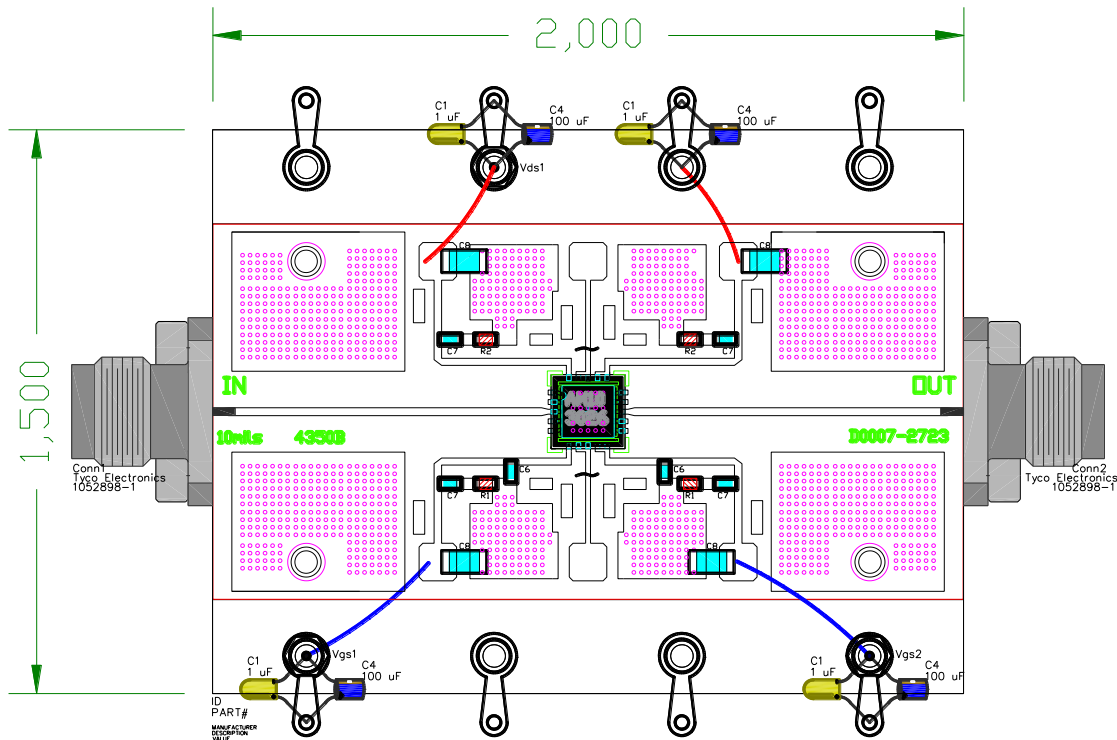 2,000
C1
1 uF
C4
100 uF
C1
1 uF
C4
100 uF
Vds1
C8
C8
C7
R2
R2
C7
1,500
IN
OUT
10mils 4350B
D0007-2723
Conn1
Tyco Electronics
1052898-1
Conn2
Tyco Electronics
1052898-1
C6
C6
C7
R1
R1
C7
C8
C8
Vgs1
Vgs2
C1
1 uF
C4
100 uF
C1
1 uF
C4
100 uF
ID
PART#
MANUFACTURER
DESCRIPTION
VALUE